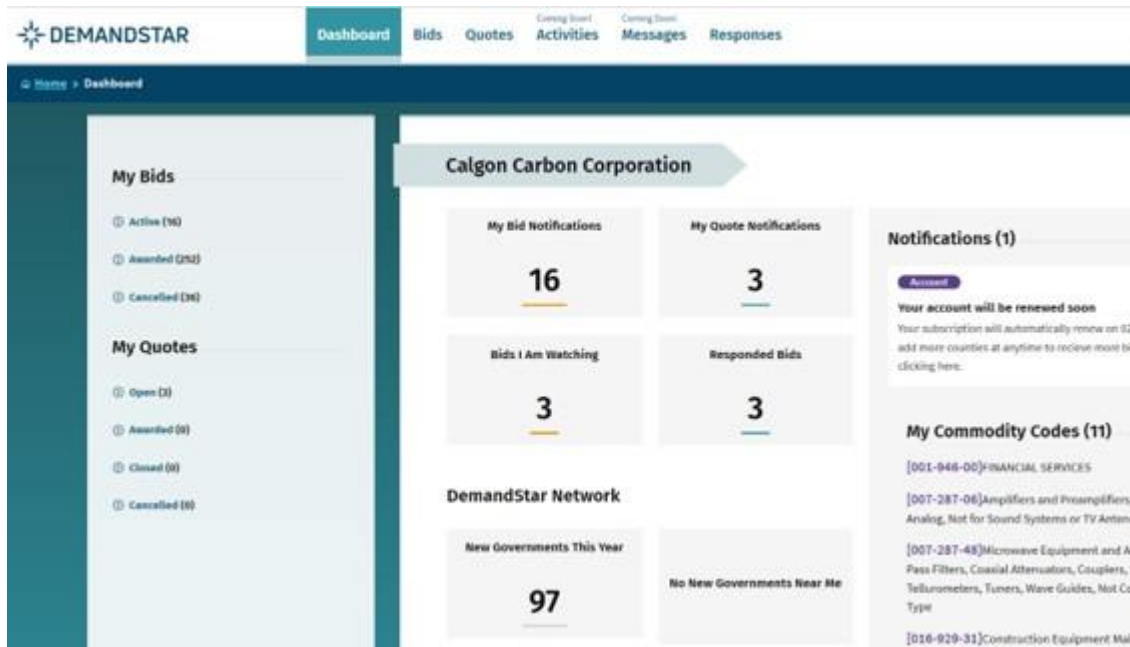 DEMANDSTAR
Dashboard
Bids
Quotes
Coming Soon!
Activities
Coming Soon!
Messages
Responses
Home > Dashboard
My Bids
Active (16)
Awarded (252)
Cancelled (36)
My Quotes
Open (3)
Awarded (0)
Closed (0)
Cancelled (0)
Calgon Carbon Corporation
My Bid Notifications
16
My Quote Notifications
3
Bids I Am Watching
3
Responded Bids
3
DemandStar Network
New Governments This Year
97
No New Governments Near Me
Notifications (1)
Account
Your account will be renewed soon
Your subscription will automatically renew on 02
add more counties at anytime to recieve more bi
clicking here.
My Commodity Codes (11)
[001-946-00]FINANCIAL SERVICES
[007-287-06]Amplifiers and Preamplifiers,
Analog, Not for Sound Systems or TV Anten
[007-287-48]Microwave Equipment and A
Pass Filters, Coaxial Attenuators, Couplers,
Tellurometers, Tuners, Wave Guides, Not Co
Type
[016-929-31]Construction Equipment Mai